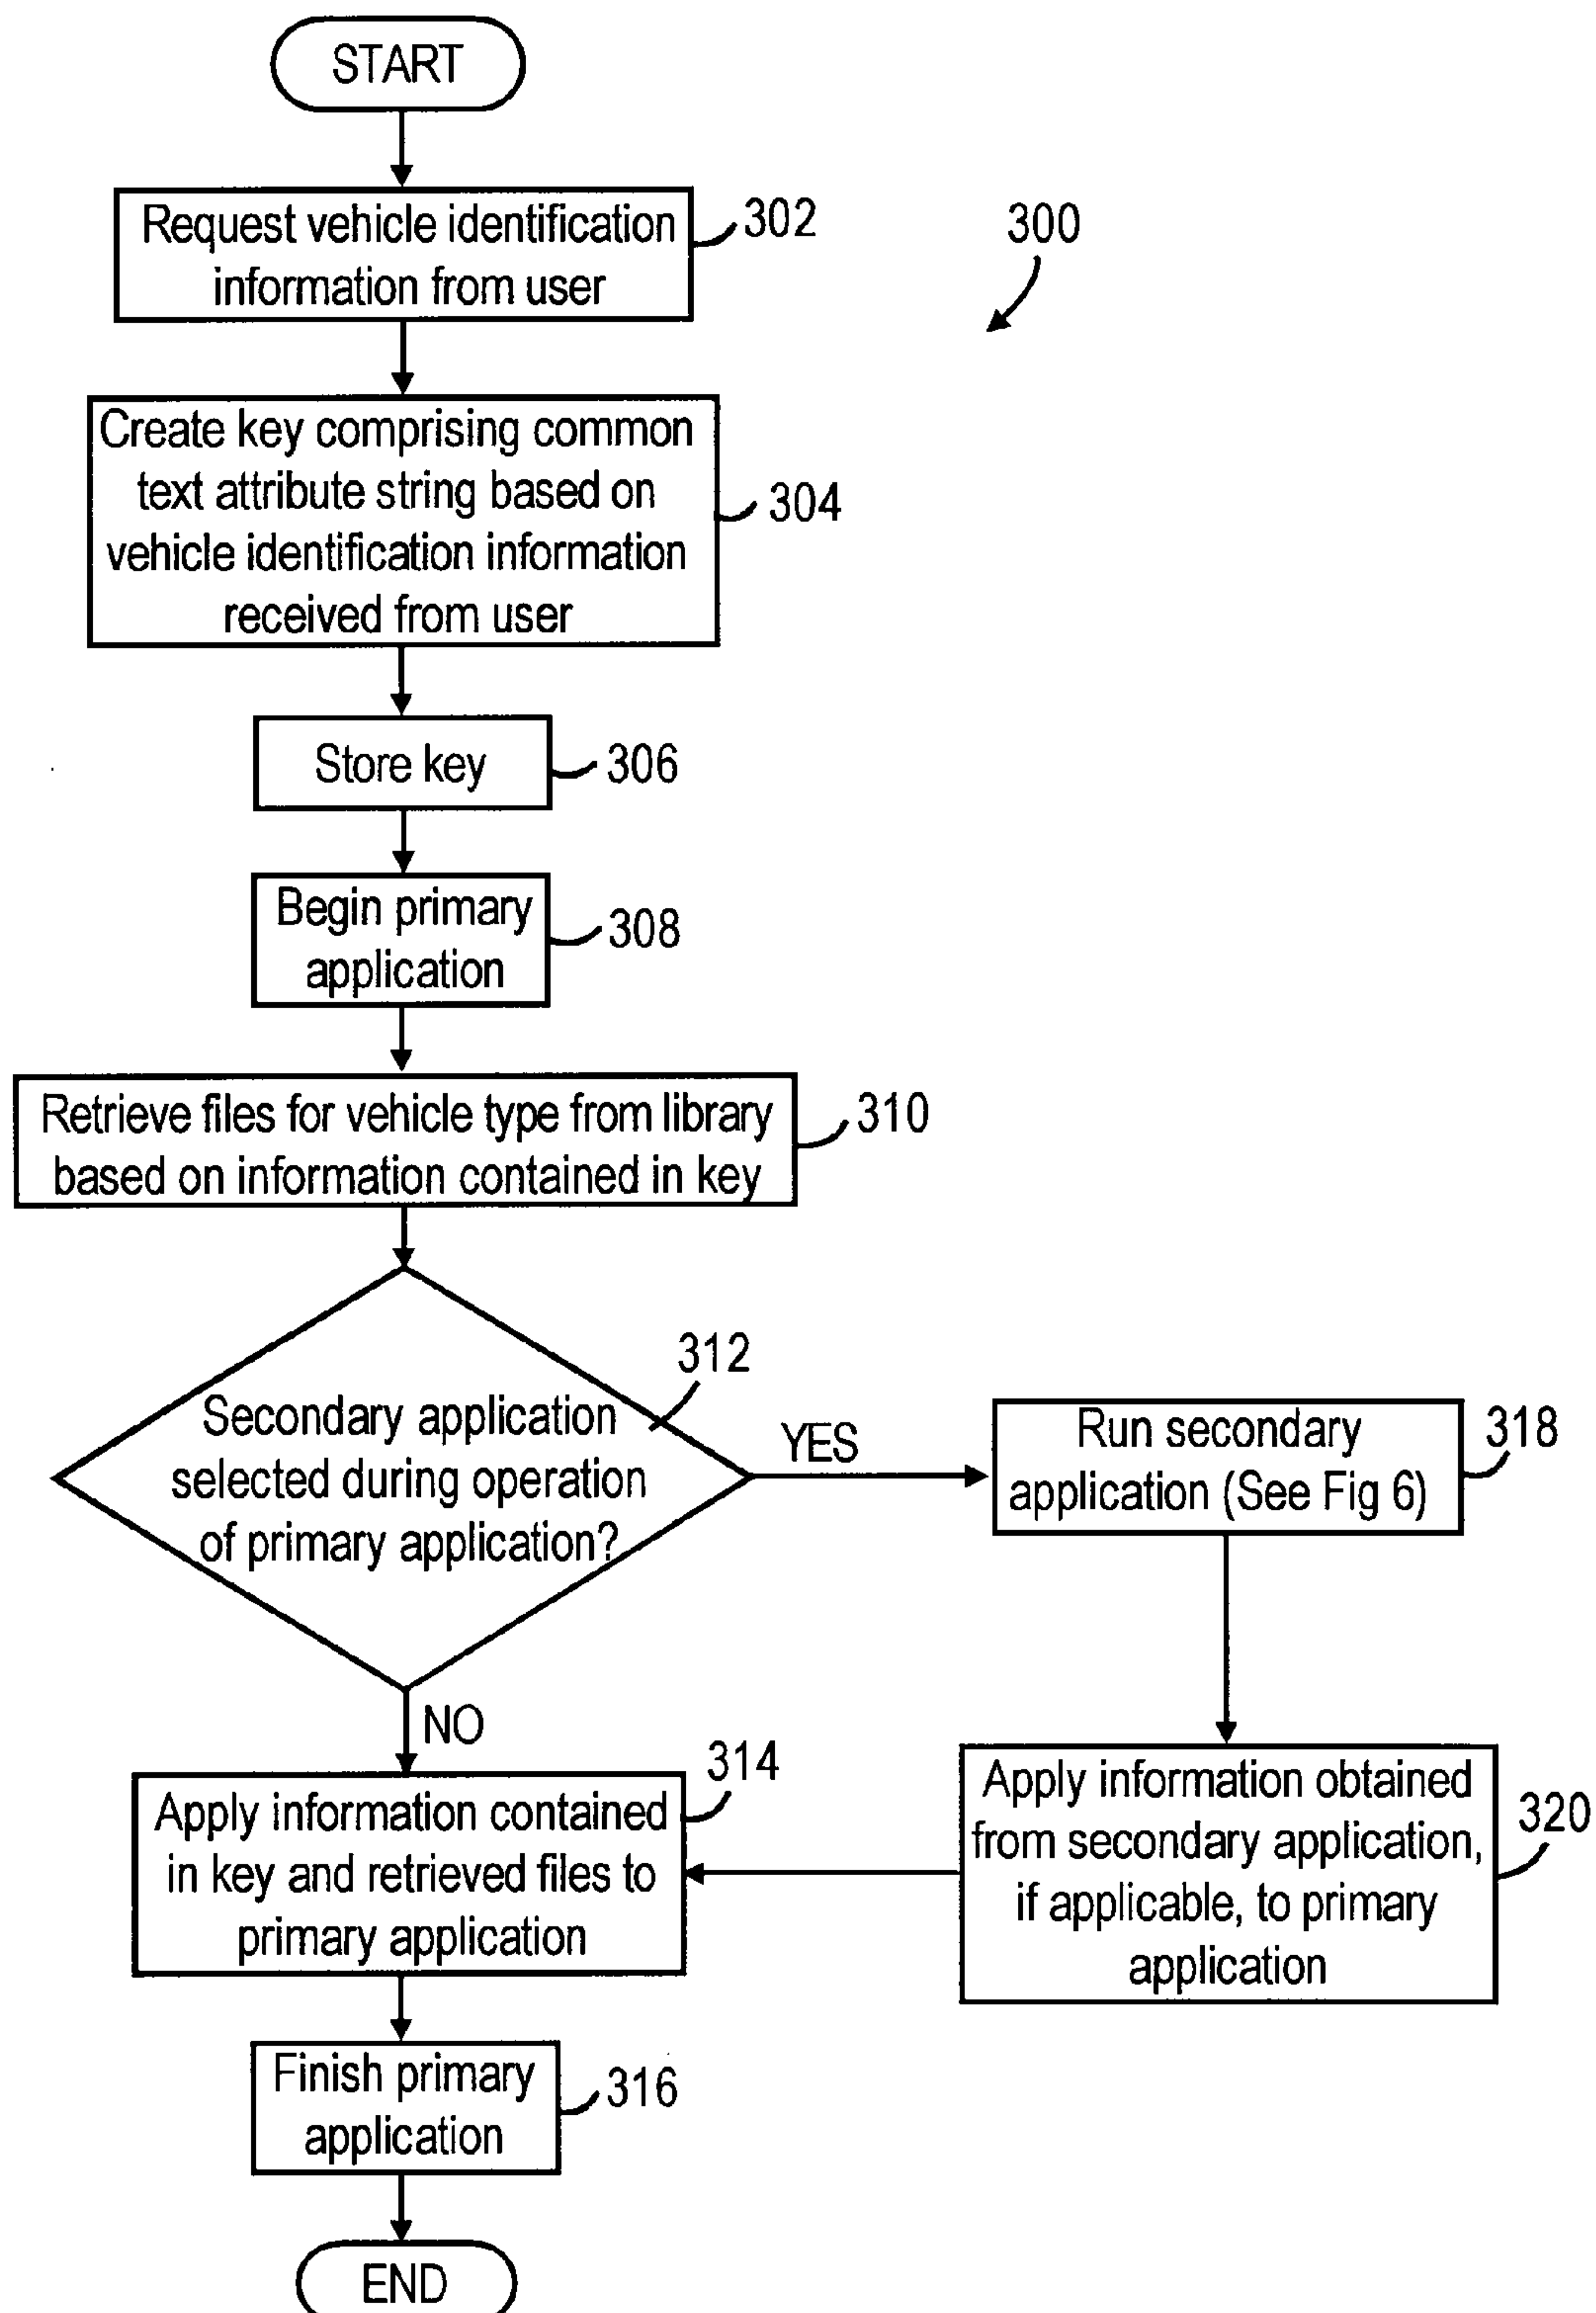 START
Request vehicle identification
information from user
302
300
Create key comprising common
text attribute string based on
vehicle identification information
received from user
304
Store key
306
Begin primary
application
308
Retrieve files for vehicle type from library
based on information contained in key
310
312
Secondary application
selected during operation
of primary application?
YES
Run secondary
application (See Fig 6)
318
NO
314
Apply information contained
in key and retrieved files to
primary application
Apply information obtained
from secondary application,
if applicable, to primary
application
320
Finish primary
application
316
END